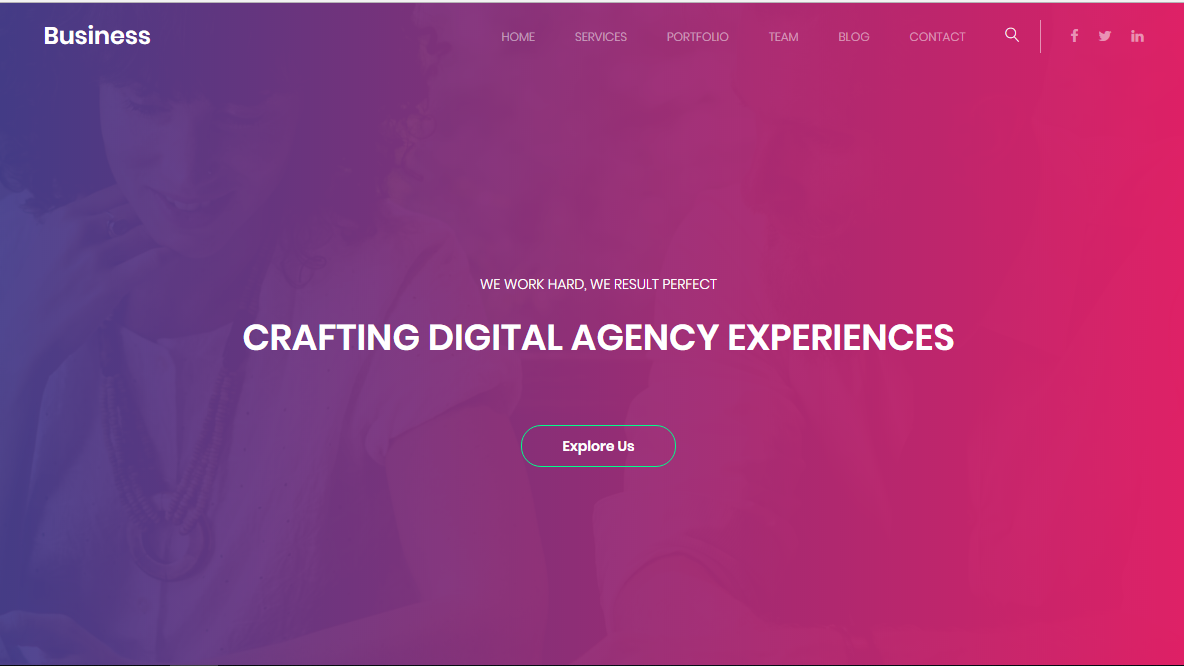 Business
HOME SERVICES PORTFOLIO TEAM BLOG CONTACT
WE WORK HARD, WE RESULT PERFECT
CRAFTING DIGITAL AGENCY EXPERIENCES
Explore Us